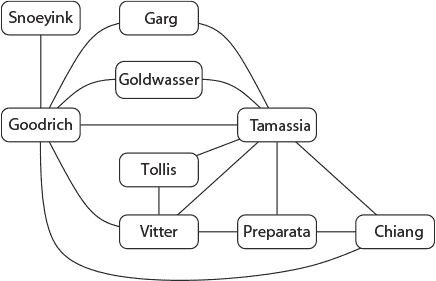 Snoeyink
Garg
Goldwasser
Goodrich
Tamassia
Tollis
Vitter
Preparata
Chiang